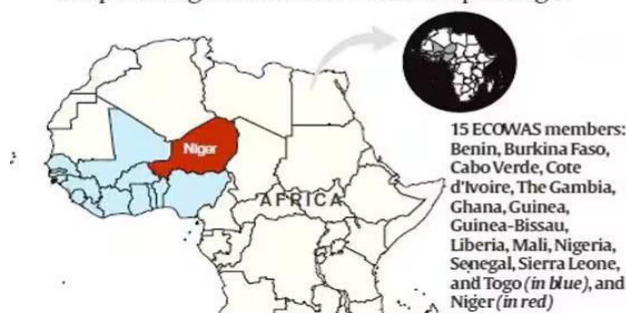 Niger
AFRICA
15 ECOWAS members:
Benin, Burkina Faso,
Cabo Verde, Cote
d'Ivoire, The Gambia,
Ghana, Guinea,
Guinea-Bissau,
Liberia, Mali, Nigeria,
Senegal, Sierra Leone,
and Togo (in blue), and
Niger (in red)